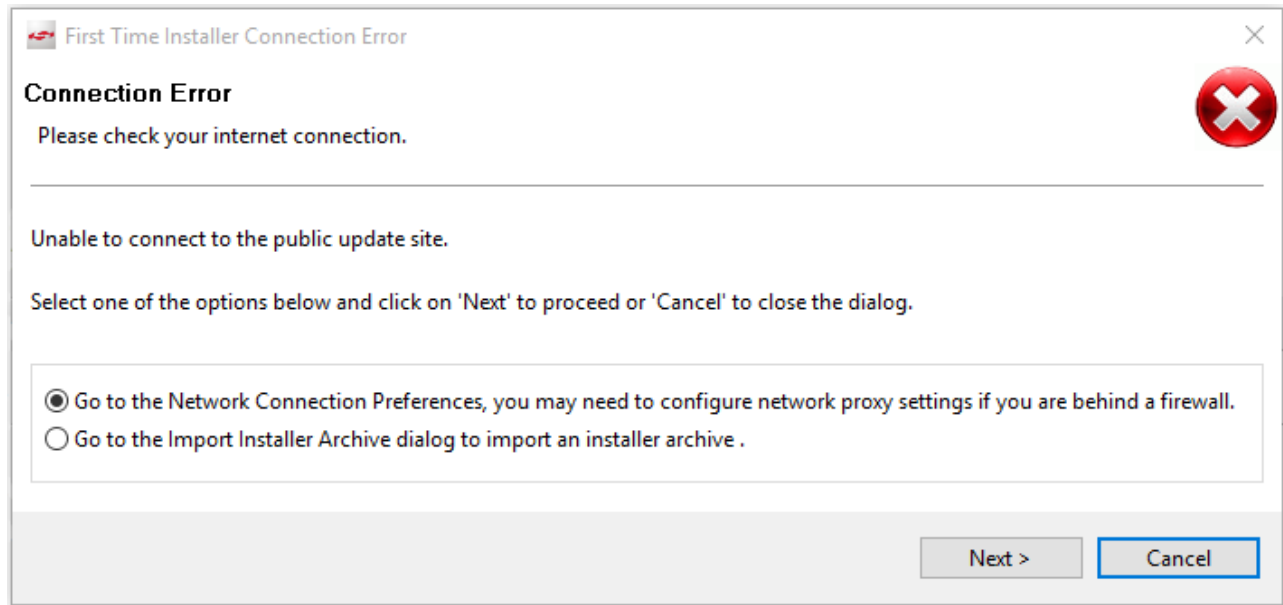 First Time Installer Connection Error
Connection Error
Please check your internet connection.
Unable to connect to the public update site.
Select one of the options below and click on 'Next' to proceed or 'Cancel' to close the dialog.
Go to the Network Connection Preferences, you may need to configure network proxy settings if you are behind a firewall.
Go to the Import Installer Archive dialog to import an installer archive .
Next >
Cancel